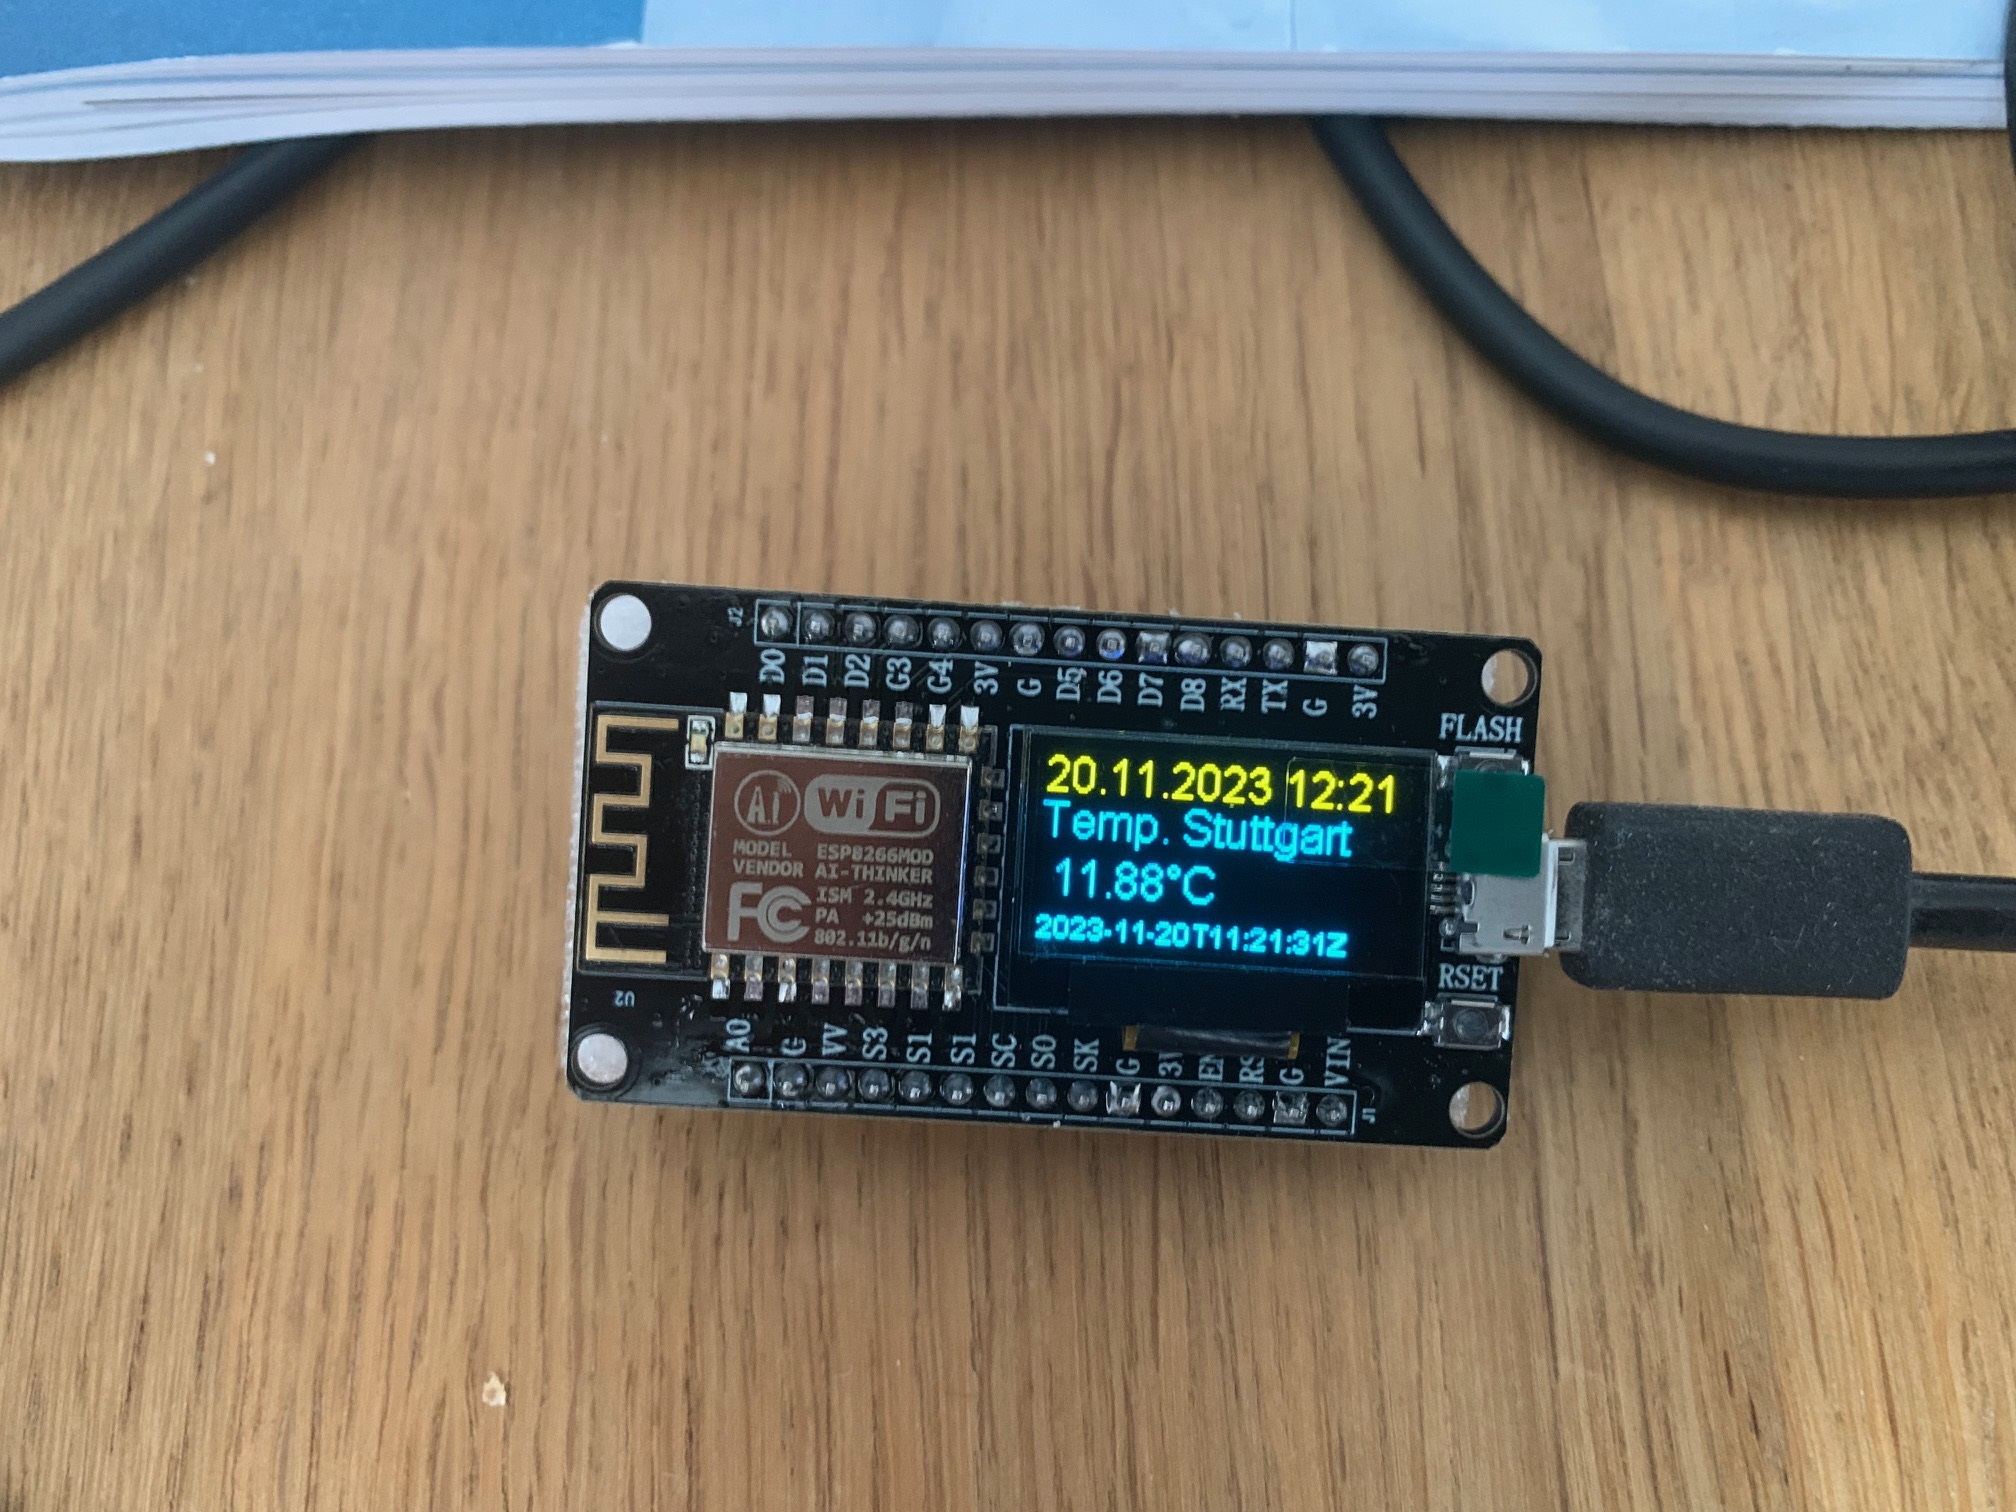 J2
D0 D1 D2 G3 G4 3V G D5 D6 D7 D8 RX TX G 3V
FLASH
20.11.2023 12:21
Temp. Stuttgart
11.88°C
2023-11-20T11:21:31Z
Ai WiFi
MODEL ESP8266MOD
VENDOR AI-THINKER
FC ISM 2.4GHz
PA +25dBm
802.11b/g/n
RSET
U2
A0 G VV S3 S1 S1 SC S0 SK G 3V EN RS G VIN
J1